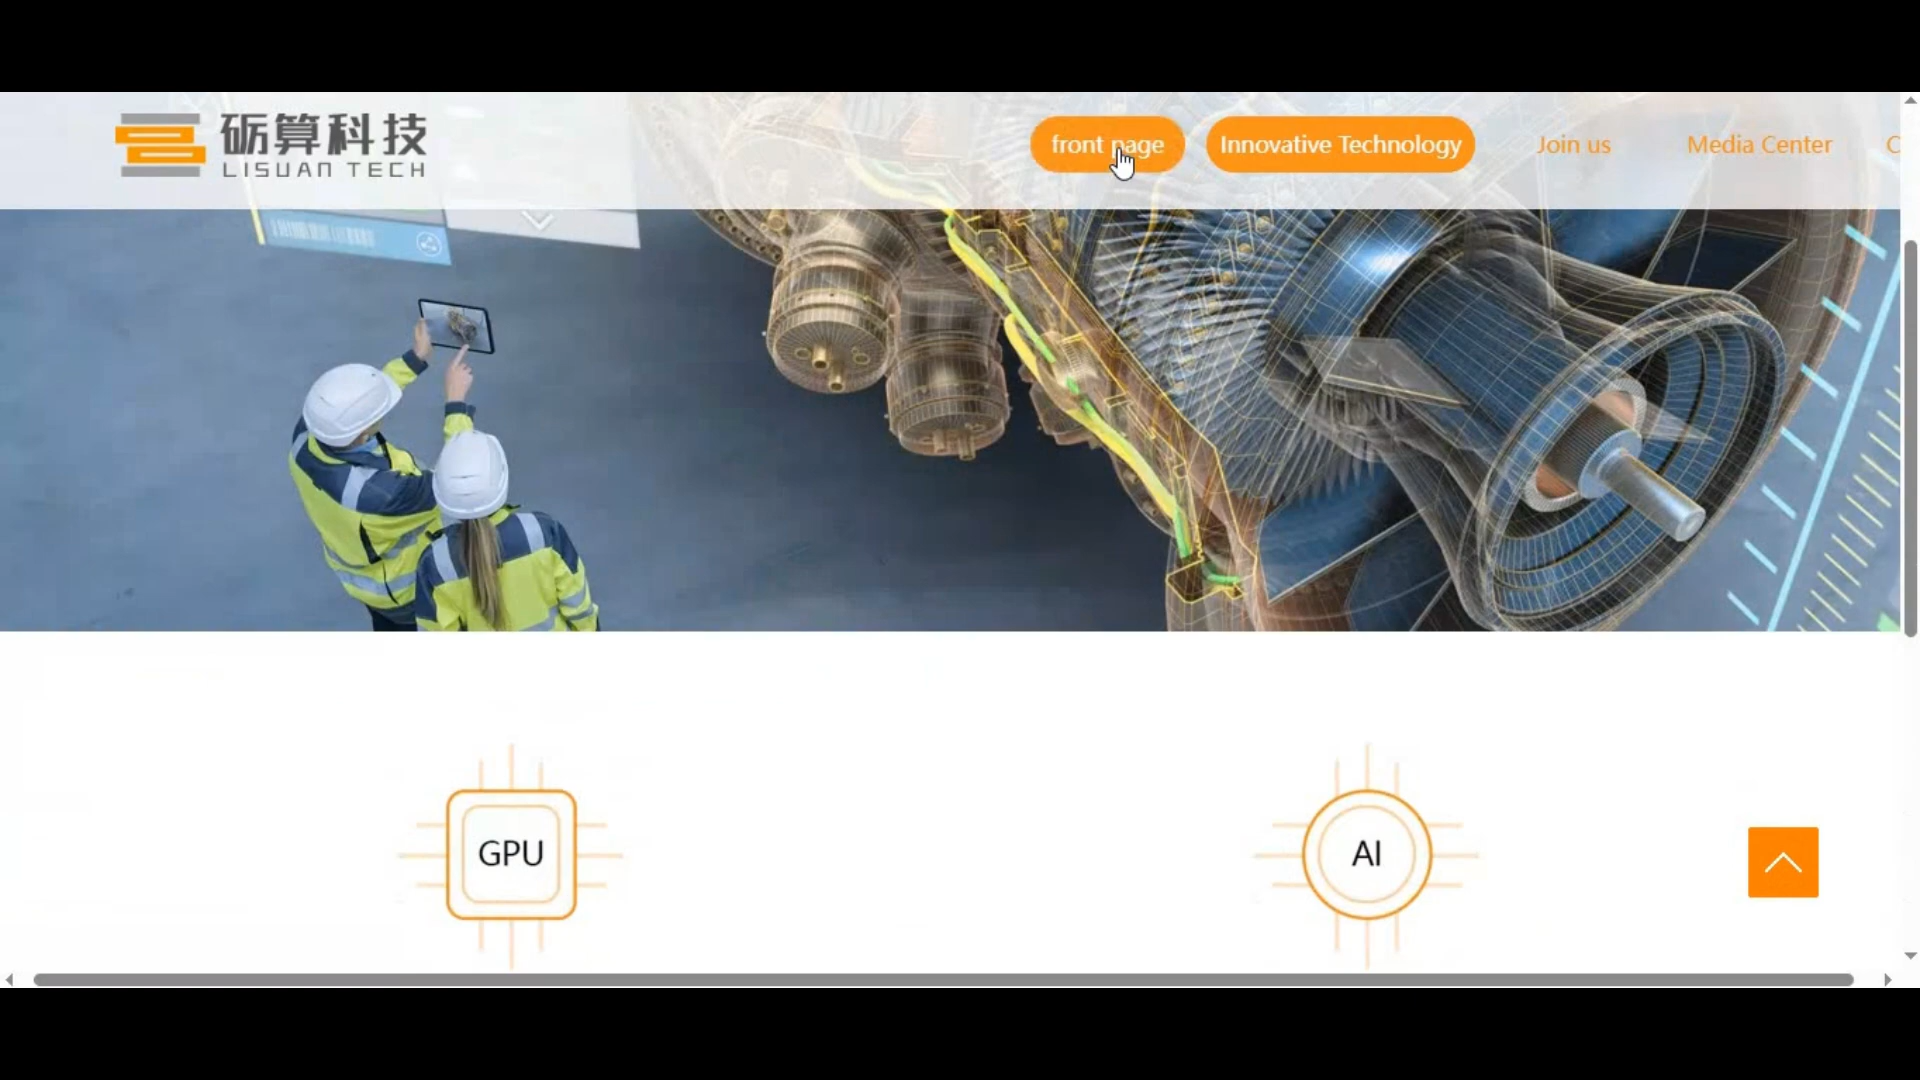 砺算科技
LISUAN TECH
front page
Innovative Technology
Join us
Media Center
C
GPU
AI